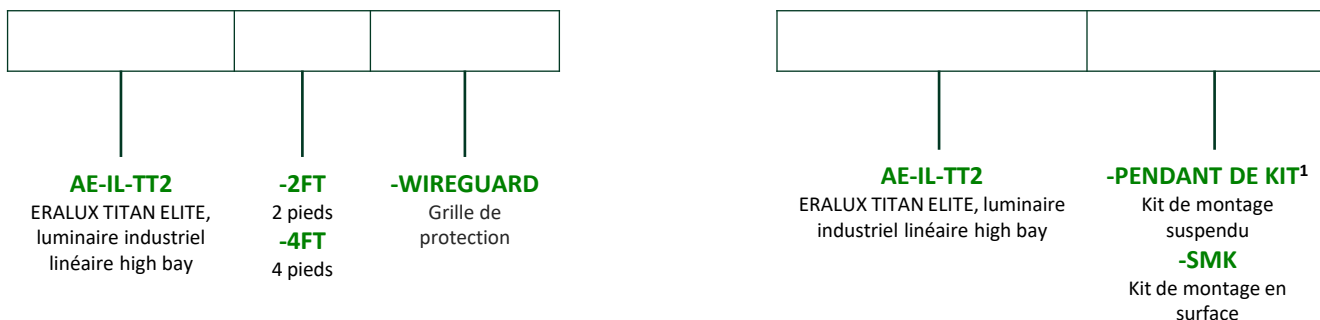 AE-IL-TT2
ERALUX TITAN ELITE,
luminaire industriel
linéaire high bay
-2FT
2 pieds
-4FT
4 pieds
-WIREGUARD
Grille de
protection
AE-IL-TT2
ERALUX TITAN ELITE, luminaire
industriel linéaire high bay
-PENDANT DE KIT¹
Kit de montage
suspendu
-SMK
Kit de montage en
surface